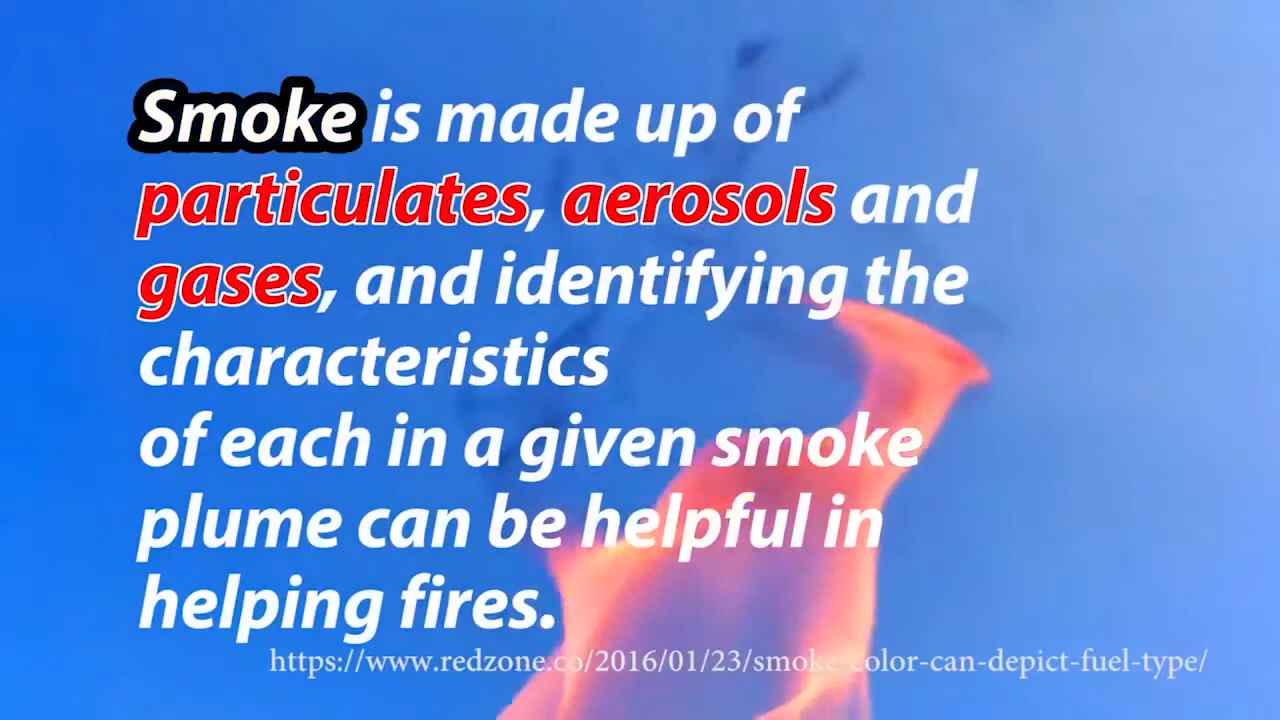 Smoke is made up of
particulates, aerosols and
gases, and identifying the
characteristics
of each in a given smoke
plume can be helpful in
helping fires.
https://www.redzone.co/2016/01/23/smoke-color-can-depict-fuel-type/